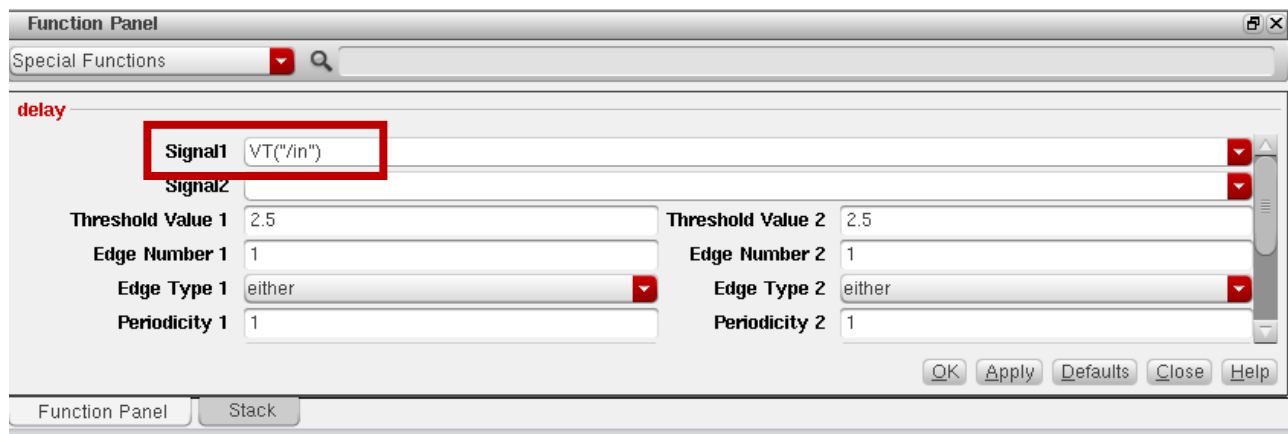 Function Panel
Special Functions
delay
Signal1 VT("/in")
Signal2
Threshold Value 1 2.5 Threshold Value 2 2.5
Edge Number 1 1 Edge Number 2 1
Edge Type 1 either Edge Type 2 either
Periodicity 1 1 Periodicity 2 1
OK Apply Defaults Close Help
Function Panel Stack